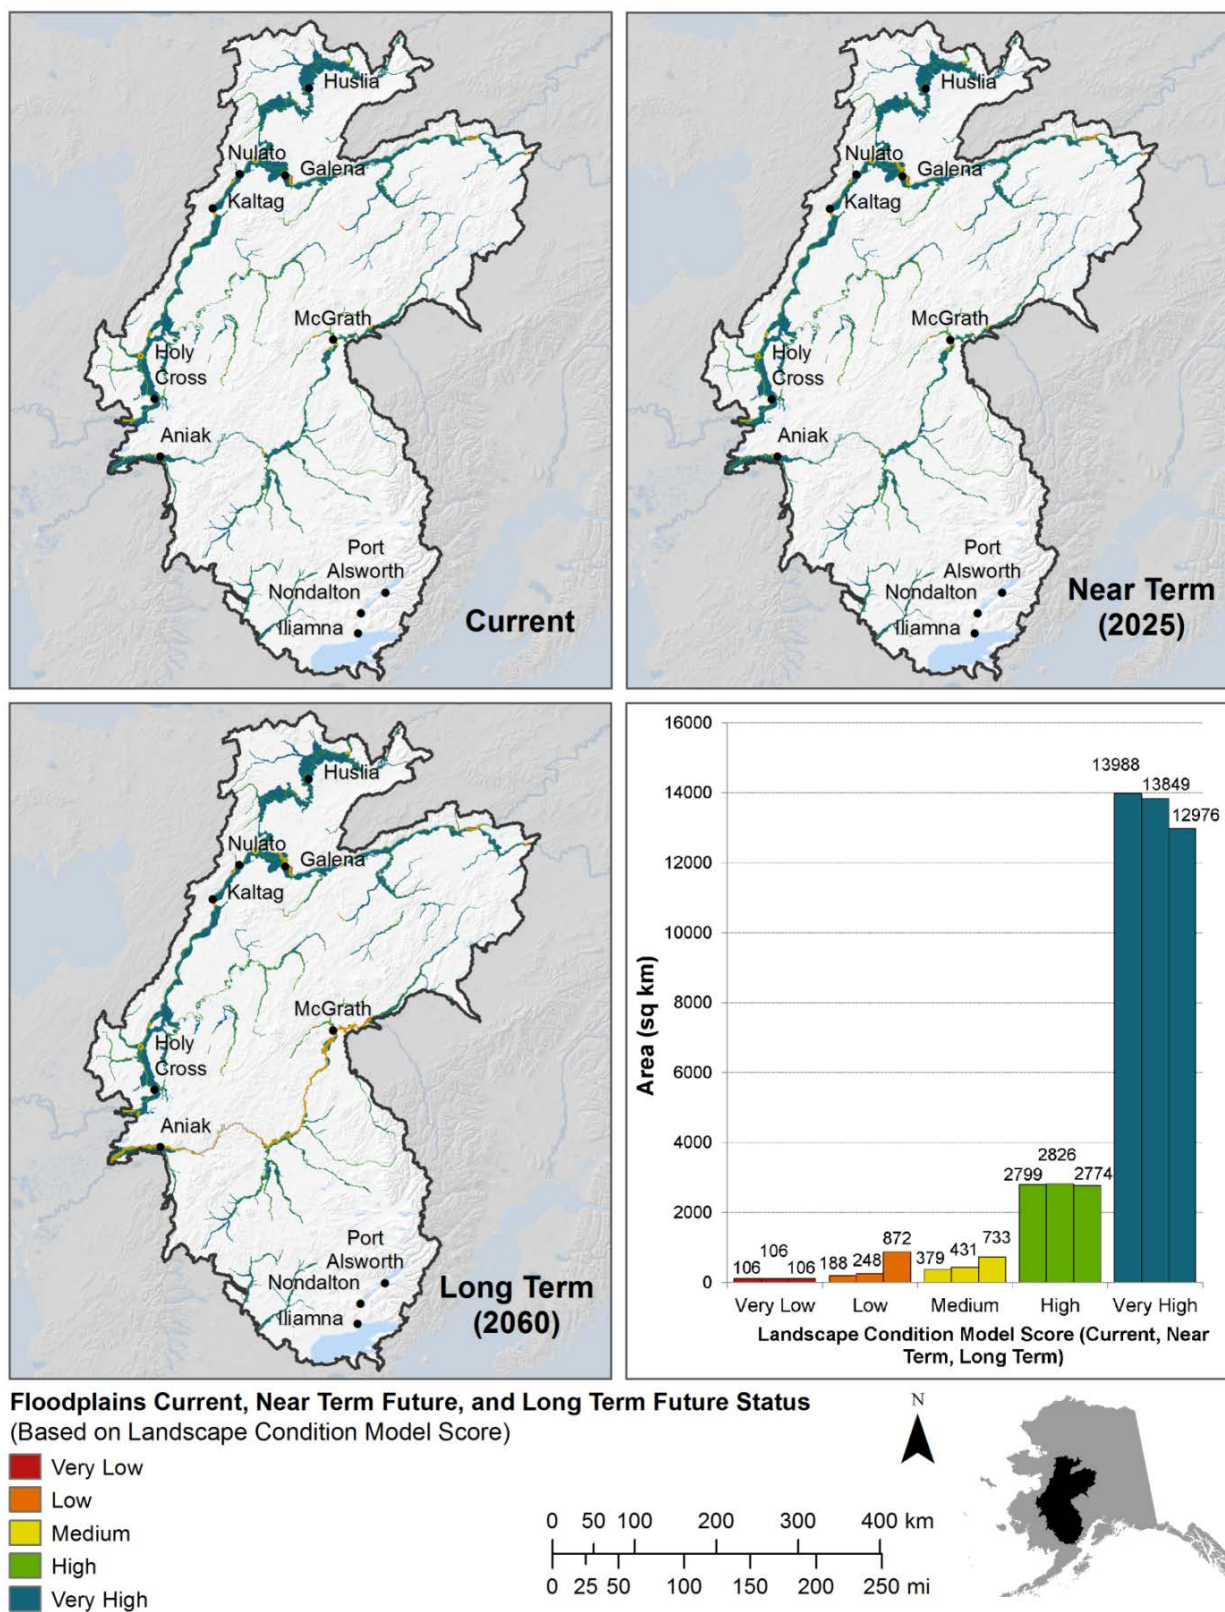 Huslia
Nulato
Galena
Kaltag
McGrath
Holy
Cross
Aniak
Port
Alsworth
Nondalton
Iliamna
Current
Huslia
Nulato
Galena
Kaltag
McGrath
Holy
Cross
Aniak
Port
Alsworth
Nondalton
Iliamna
Near Term
(2025)
Huslia
Nulato
Galena
Kaltag
McGrath
Holy
Cross
Aniak
Port
Alsworth
Nondalton
Iliamna
Long Term
(2060)
Area (sq km)
16000
14000
12000
10000
8000
6000
4000
2000
0
106
106
106
188
248
872
379
431
733
2799
2826
2774
13988
13849
12976
Very Low
Low
Medium
High
Very High
Landscape Condition Model Score (Current, Near
Term, Long Term)
Floodplains Current, Near Term Future, and Long Term Future Status
(Based on Landscape Condition Model Score)
Very Low
Low
Medium
High
Very High
N
0 50 100 200 300 400 km
0 25 50 100 150 200 250 mi